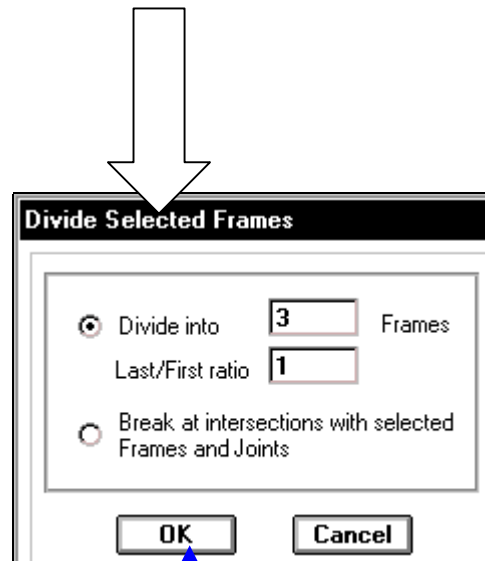 Divide Selected Frames
Divide into 3 Frames
Last/First ratio 1
Break at intersections with selected
Frames and Joints
OK Cancel